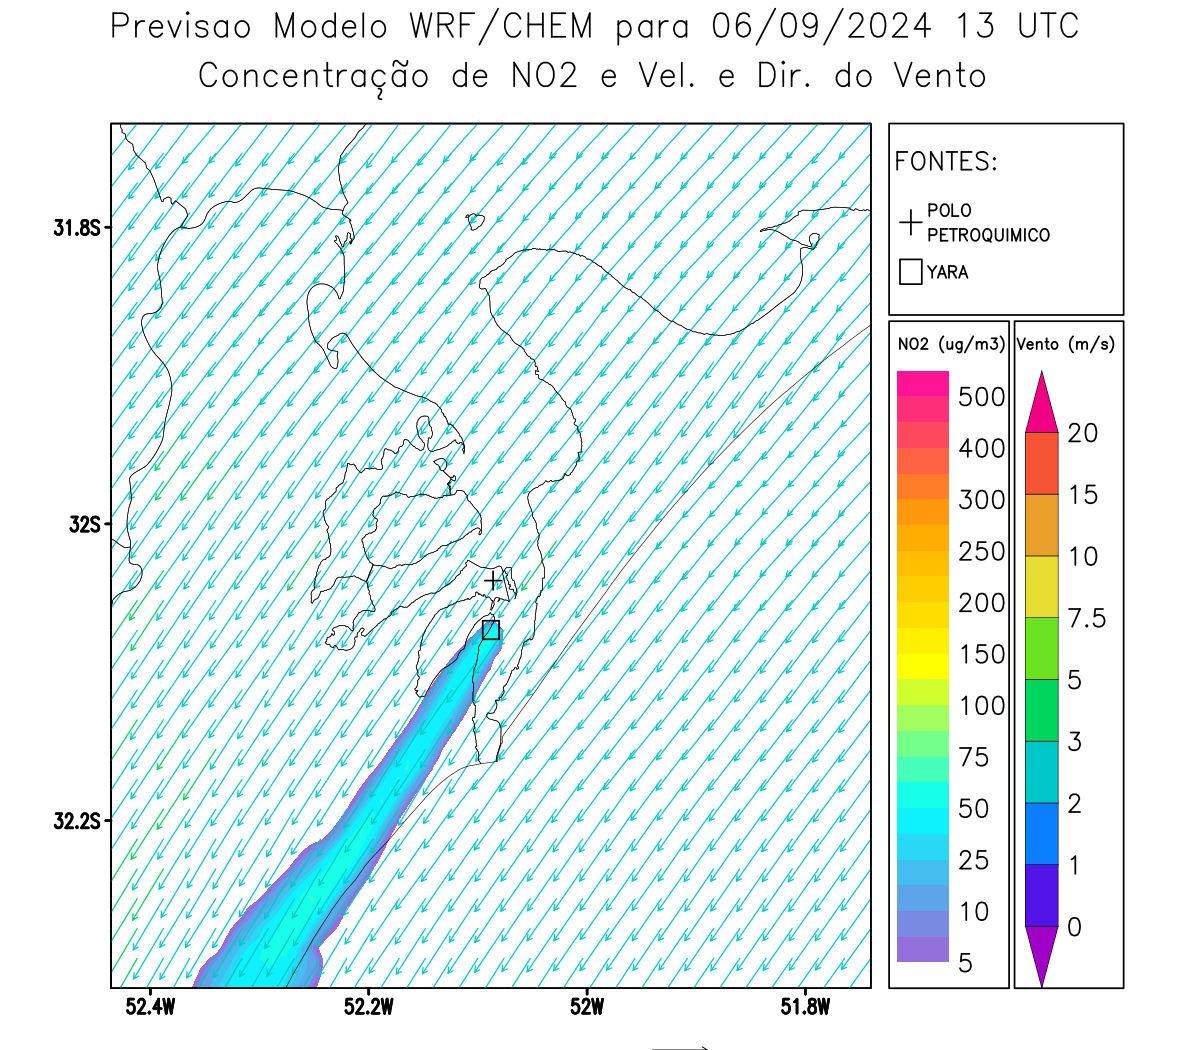 Previsao Modelo WRF/CHEM para 06/09/2024 13 UTC
Concentração de NO2 e Vel. e Dir. do Vento
FONTES:
POLO
PETROQUIMICO
YARA
NO2 (ug/m3)
500
400
300
250
200
150
100
75
50
25
10
5
Vento (m/s)
20
15
10
7.5
5
3
2
1
0
31.8S
32S
32.2S
52.4W
52.2W
52W
51.8W